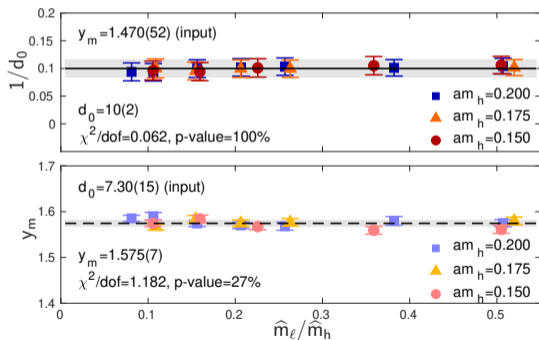 y_m=1.470(52) (input)
0.2
0.1
0
1/d_0
d_0=10(2)
χ²/dof=0.062, p-value=100%
am_h=0.200
am_h=0.175
am_h=0.150
d_0=7.30(15) (input)
1.7
1.6
1.5
1.4
y_m
y_m=1.575(7)
χ²/dof=1.182, p-value=27%
am_h=0.200
am_h=0.175
am_h=0.150
0 0.1 0.2 0.3 0.4 0.5
m̂_ℓ/m̂_h